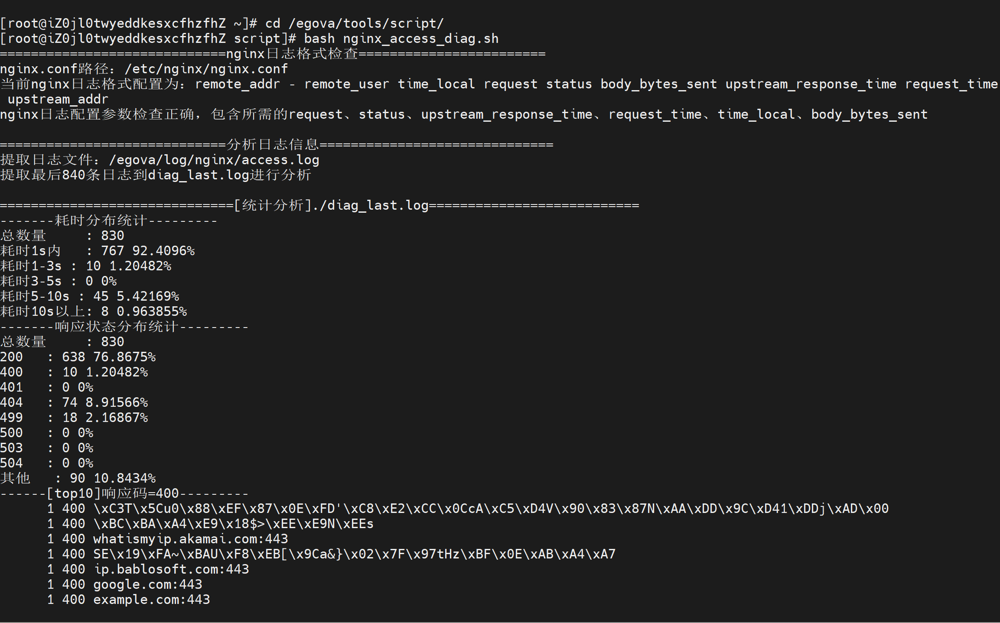 [root@iZ0jl0twyeddkesxcfhzfhZ ~]# cd /egova/tools/script/
[root@iZ0jl0twyeddkesxcfhzfhZ script]# bash nginx_access_diag.sh
=============================nginx日志格式检查========================
nginx.conf路径：/etc/nginx/nginx.conf
当前nginx日志格式配置为：remote_addr - remote_user time_local request status body_bytes_sent upstream_response_time request_time
 upstream_addr
nginx日志配置参数检查正确，包含所需的request、status、upstream_response_time、request_time、time_local、body_bytes_sent

=============================分析日志信息==============================
提取日志文件：/egova/log/nginx/access.log
提取最后840条日志到diag_last.log进行分析

==============================[统计分析]./diag_last.log===========================
-------耗时分布统计---------
总数量     : 830
耗时1s内   : 767 92.4096%
耗时1-3s : 10 1.20482%
耗时3-5s : 0 0%
耗时5-10s : 45 5.42169%
耗时10s以上: 8 0.963855%
-------响应状态分布统计---------
总数量     : 830
200   : 638 76.8675%
400   : 10 1.20482%
401   : 0 0%
404   : 74 8.91566%
499   : 18 2.16867%
500   : 0 0%
503   : 0 0%
504   : 0 0%
其他   : 90 10.8434%
------[top10]响应码=400---------
      1 400 \xC3T\x5Cu0\x88\xEF\x87\x0E\xFD'\xC8\xE2\xCC\x0CcA\xC5\xD4V\x90\x83\x87N\xAA\xDD\x9C\xD41\xDDj\xAD\x00
      1 400 \xBC\xBA\xA4\xE9\x18$>\xEE\xE9N\xEEs
      1 400 whatismyip.akamai.com:443
      1 400 SE\x19\xFA~\xBAU\xF8\xEB[\x9Ca&}\x02\x7F\x97tHz\xBF\x0E\xAB\xA4\xA7
      1 400 ip.bablosoft.com:443
      1 400 google.com:443
      1 400 example.com:443